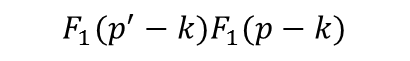 F₁(p′ − k)F₁(p − k)